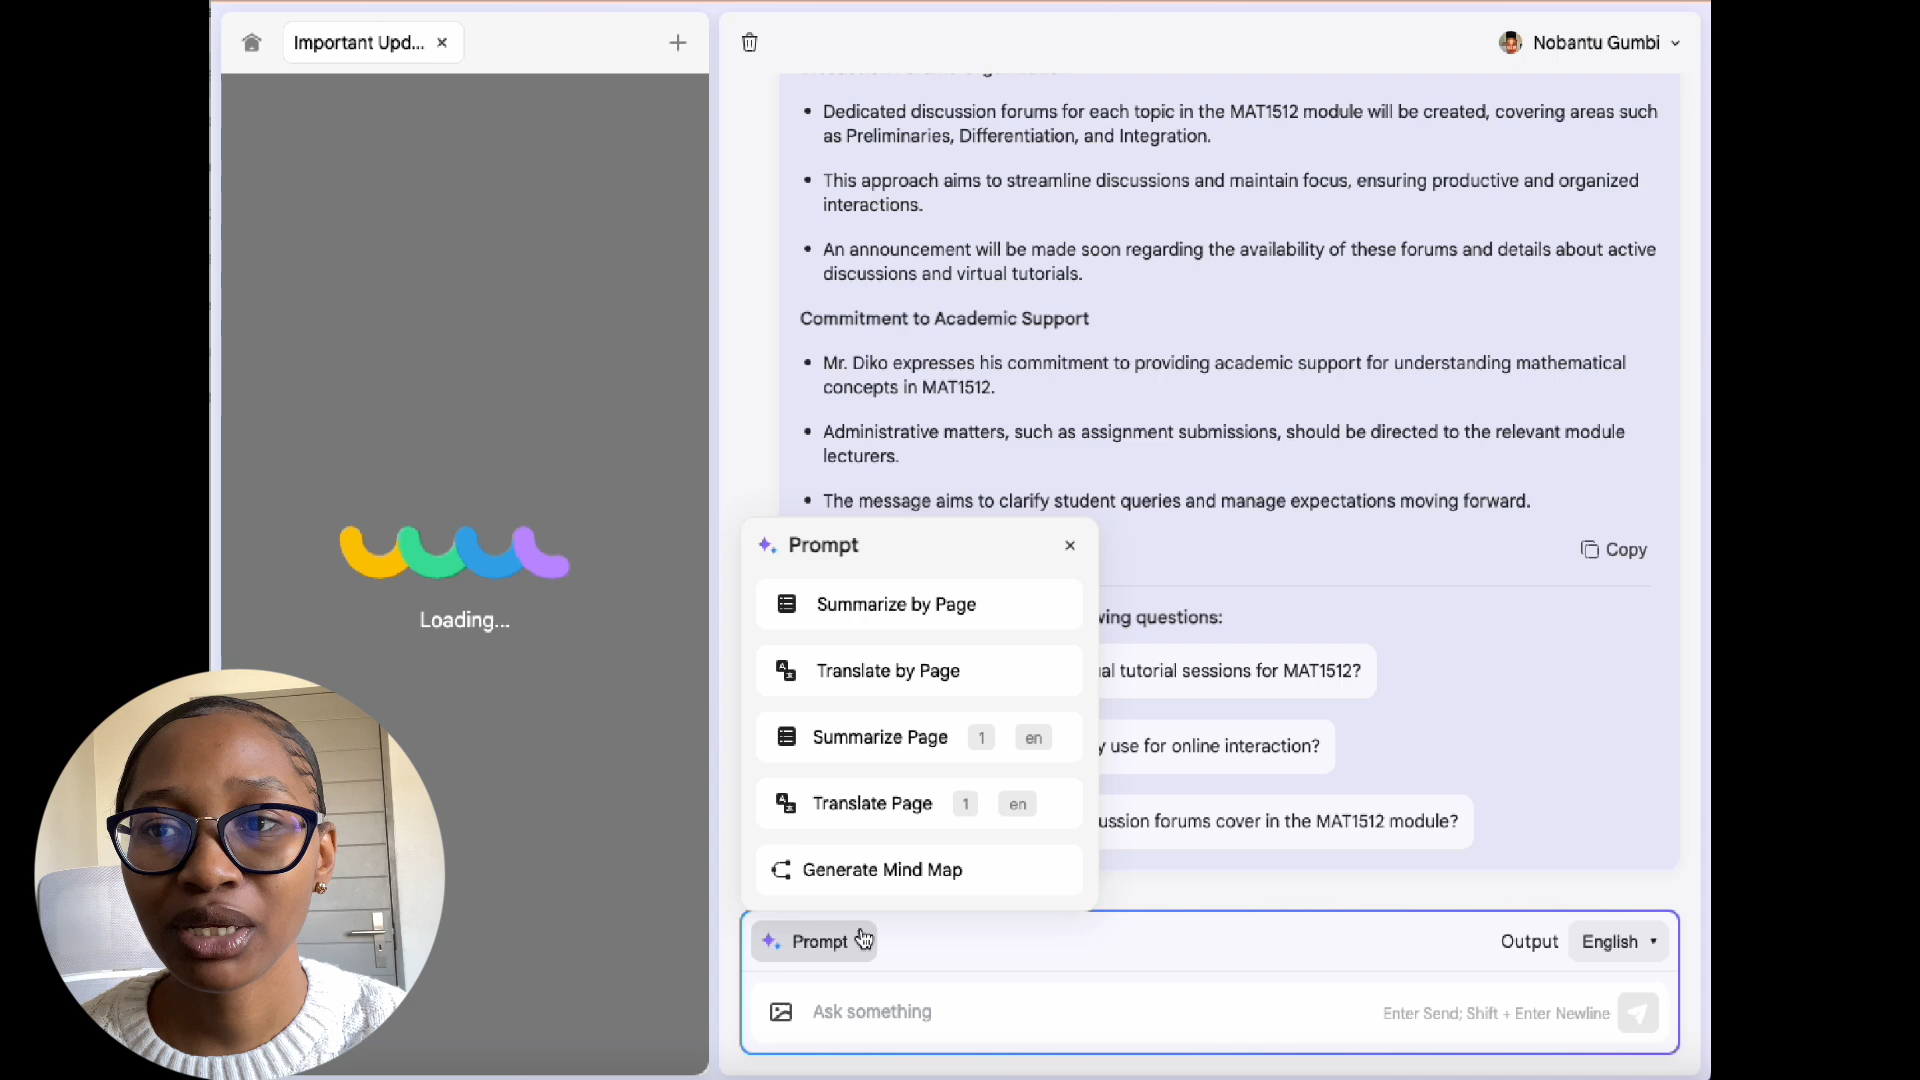 Important Upd...
Nobantu Gumbi
Dedicated discussion forums for each topic in the MAT1512 module will be created, covering areas such
as Preliminaries, Differentiation, and Integration.
This approach aims to streamline discussions and maintain focus, ensuring productive and organized
interactions.
An announcement will be made soon regarding the availability of these forums and details about active
discussions and virtual tutorials.
Commitment to Academic Support
Mr. Diko expresses his commitment to providing academic support for understanding mathematical
concepts in MAT1512.
Administrative matters, such as assignment submissions, should be directed to the relevant module
lecturers.
The message aims to clarify student queries and manage expectations moving forward.
Copy
Loading...
Prompt
Summarize by Page
Translate by Page
Summarize Page 1 en
Translate Page 1 en
Generate Mind Map
questions:
tutorial sessions for MAT1512?
use for online interaction?
forums cover in the MAT1512 module?
Prompt
Output English
Ask something
Enter Send; Shift + Enter Newline